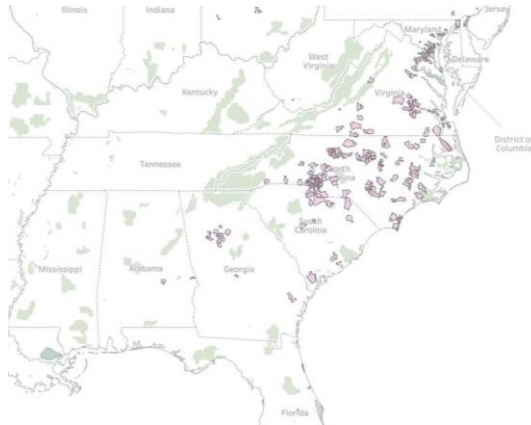 Illinois
Indiana
Jersey
Maryland
West
Virginia
Delaware
Kentucky
Virginia
District of
Columbia
Tennessee
North
Carolina
South
Carolina
Mississippi
Alabama
Georgia
Florida